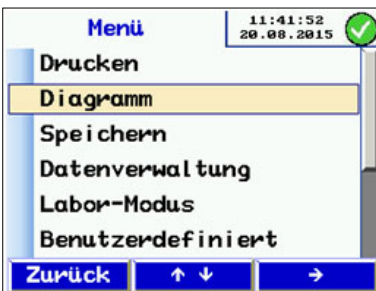 Menü
11:41:52
20.08.2015
Drucken
Diagramm
Speichern
Datenverwaltung
Labor-Modus
Benutzerdefiniert
Zurück ↑ ↓ →